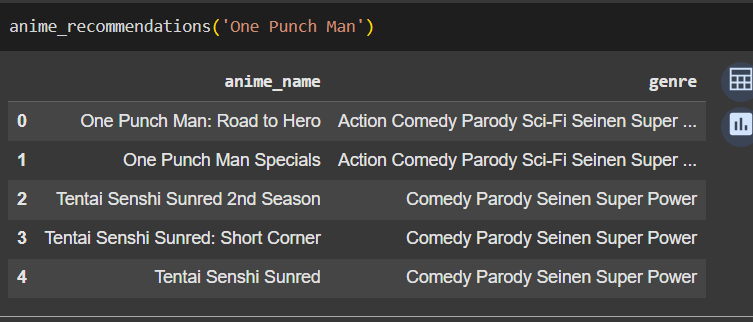 anime_recommendations('One Punch Man')
anime_name genre
0 One Punch Man: Road to Hero Action Comedy Parody Sci-Fi Seinen Super ...
1 One Punch Man Specials Action Comedy Parody Sci-Fi Seinen Super ...
2 Tentai Senshi Sunred 2nd Season Comedy Parody Seinen Super Power
3 Tentai Senshi Sunred: Short Corner Comedy Parody Seinen Super Power
4 Tentai Senshi Sunred Comedy Parody Seinen Super Power